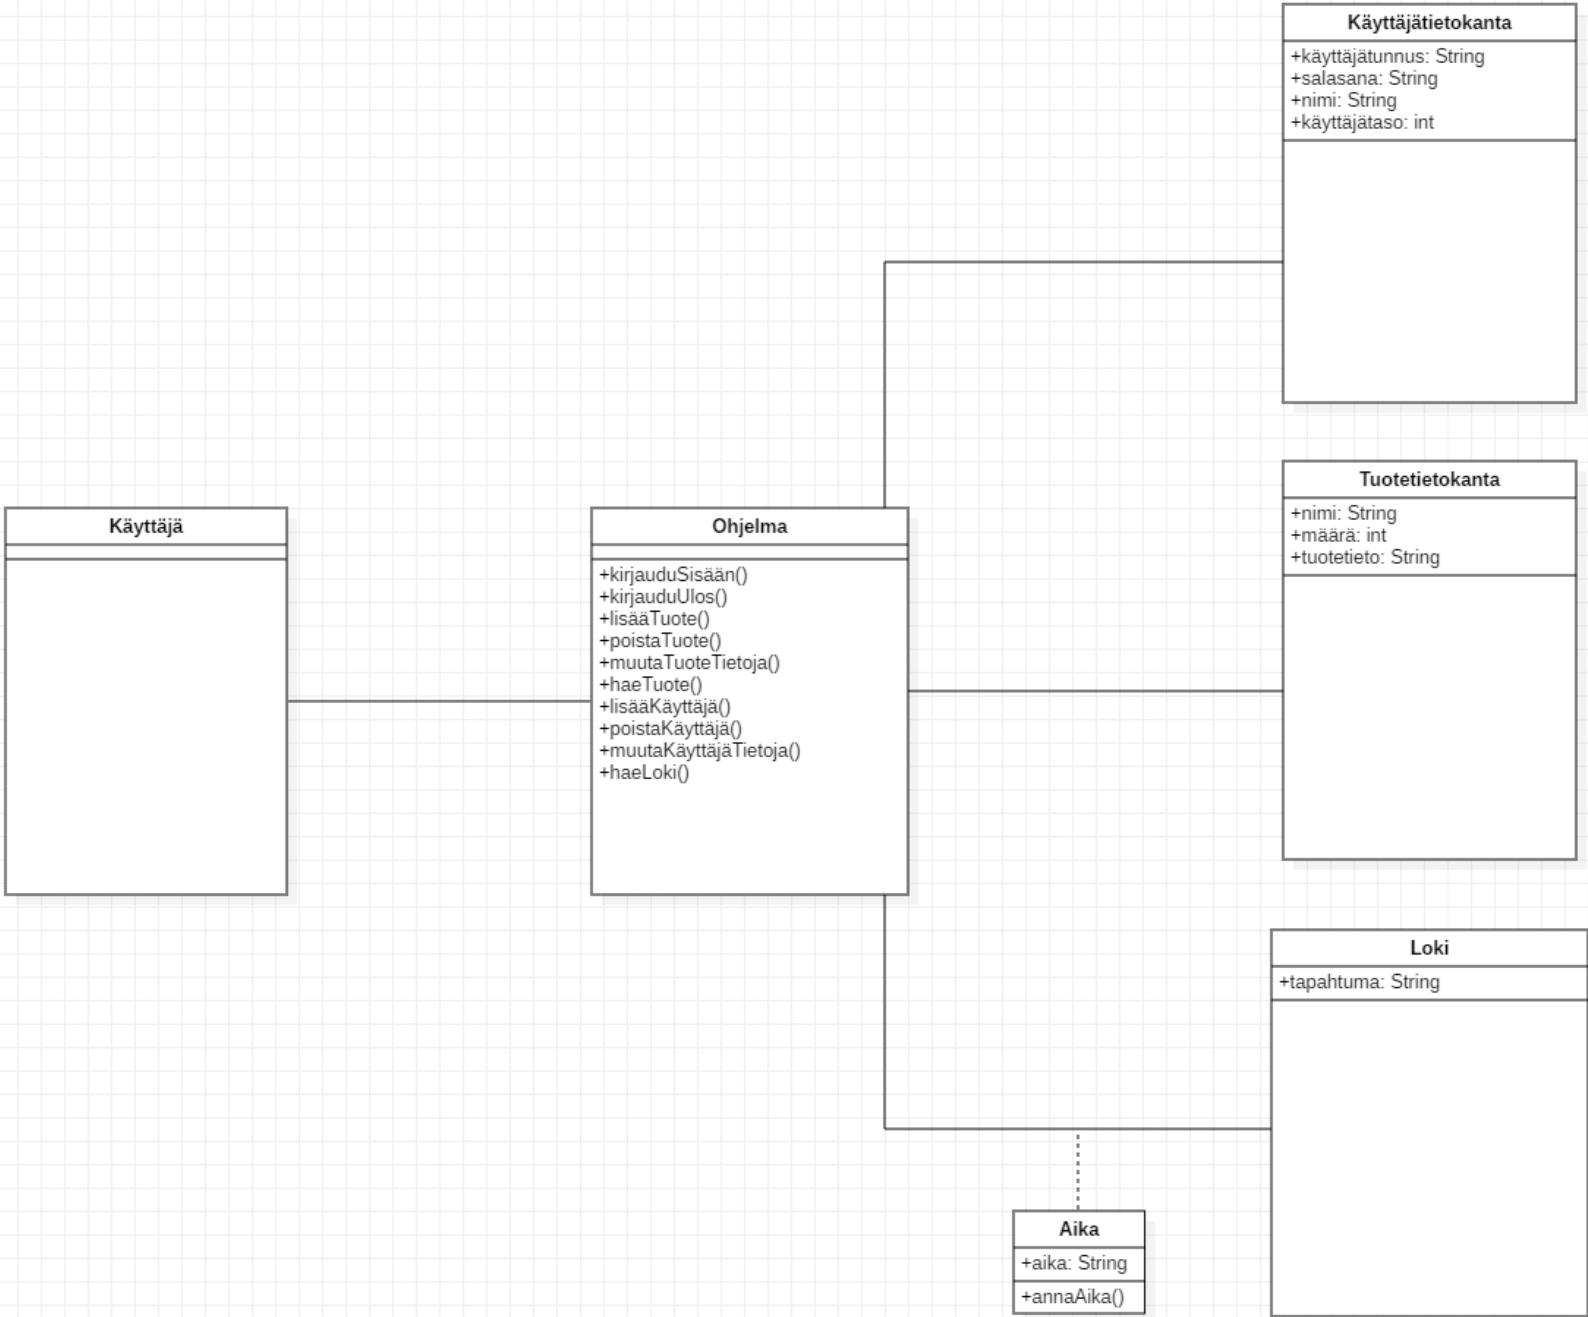 Käyttäjätietokanta
+käyttäjätunnus: String
+salasana: String
+nimi: String
+käyttäjätaso: int
Tuotetietokanta
+nimi: String
+määrä: int
+tuotetieto: String
Käyttäjä
Ohjelma
+kirjauduSisään()
+kirjauduUlos()
+lisääTuote()
+poistaTuote()
+muutaTuoteTietoja()
+haeTuote()
+lisääKäyttäjä()
+poistaKäyttäjä()
+muutaKäyttäjäTietoja()
+haeLoki()
Loki
+tapahtuma: String
Aika
+aika: String
+annaAika()